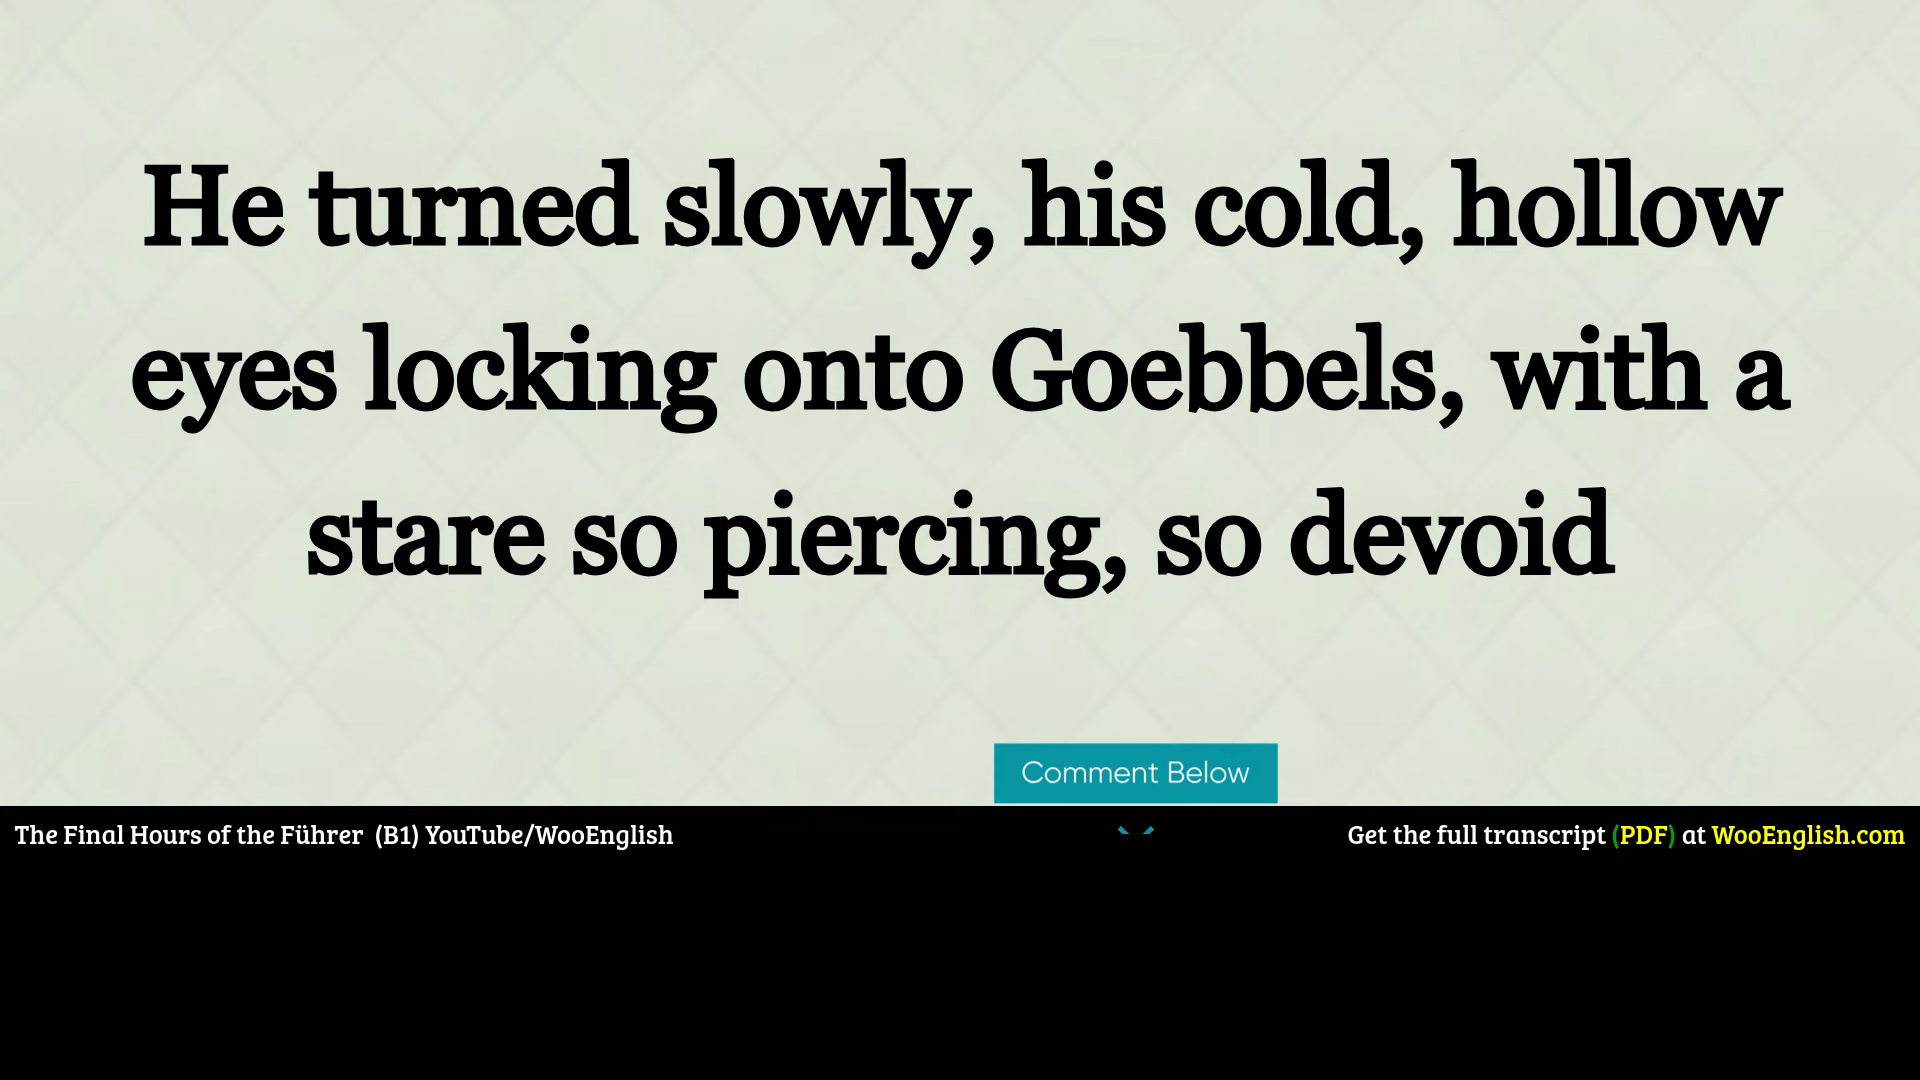 He turned slowly, his cold, hollow
eyes locking onto Goebbels, with a
stare so piercing, so devoid
Comment Below
The Final Hours of the Führer (B1) YouTube/WooEnglish
Get the full transcript (PDF) at WooEnglish.com